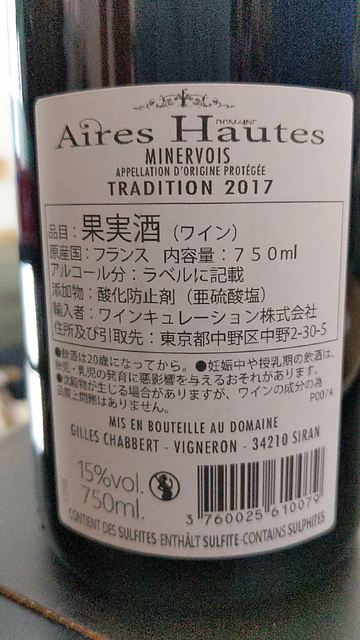 DOMAINE
Aires Hautes
MINERVOIS
APPELLATION D'ORIGINE PROTÉGÉE
TRADITION 2017
品目：果実酒（ワイン）
原産国：フランス 内容量：７５０ml
アルコール分：ラベルに記載
添加物：酸化防止剤（亜硫酸塩）
輸入者：ワインキュレーション株式会社
住所及び引取先：東京都中野区中野2-30-5
●飲酒は20歳になってから。●妊娠中や授乳期の飲酒は、
胎児・乳児の発育に悪影響を与えるおそれがあります。
●沈殿物が生じる場合がありますが、ワインの成分の為
品質上問題はありません。
P0074
MIS EN BOUTEILLE AU DOMAINE
GILLES CHABBERT - VIGNERON - 34210 SIRAN
15%vol.
750ml.
3 760025 610079
CONTIENT DES SULFITES-ENTHÄLT SULFITE-CONTAINS SULPHITES